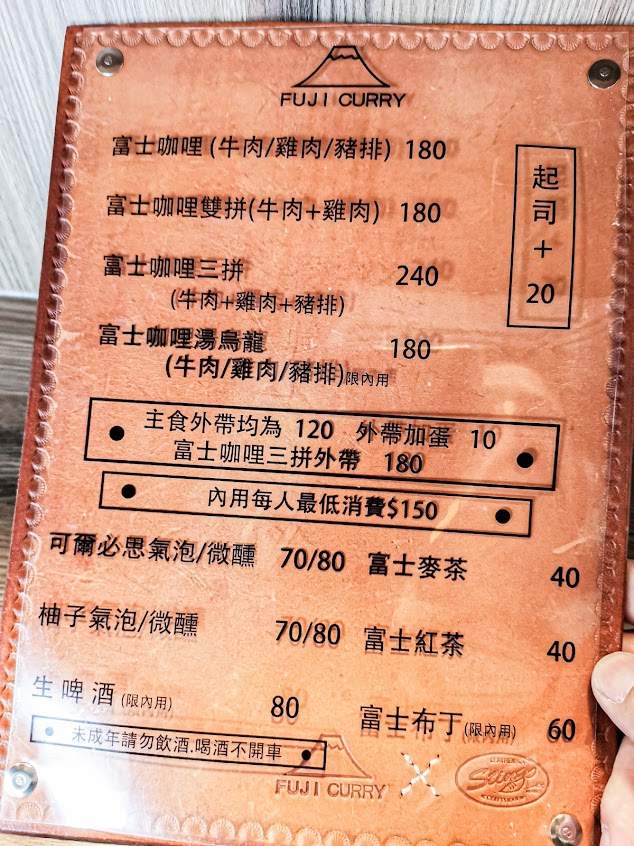 FUJI CURRY
富士咖哩 (牛肉/雞肉/豬排) 180
富士咖哩雙拼(牛肉+雞肉) 180
富士咖哩三拼 240
(牛肉+雞肉+豬排)
富士咖哩湯烏龍 180
(牛肉/雞肉/豬排)限內用
起司+20
主食外帶均為 120 外帶加蛋 10
富士咖哩三拼外帶 180
內用每人最低消費$150
可爾必思氣泡/微醺 70/80 富士麥茶 40
柚子氣泡/微醺 70/80 富士紅茶 40
生啤酒(限內用) 80 富士布丁(限內用) 60
未成年請勿飲酒.喝酒不開車
FUJI CURRY